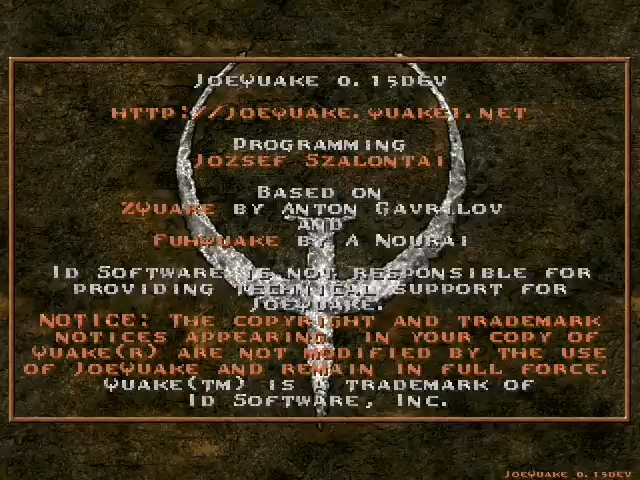 JoeQuake 0.15dev
http://joequake.quake1.net
Programming
Jozsef Szalontai
Based on
ZQuake by Anton Gavrilov
and
FuhQuake by A Nourai
Id Software is not responsible for
providing technical support for
JoeQuake.
NOTICE: The copyright and trademark
notices appearing in your copy of
Quake(r) are not modified by the use
of JoeQuake and remain in full force.
Quake(tm) is a trademark of
Id Software, Inc.
JoeQuake 0.15dev